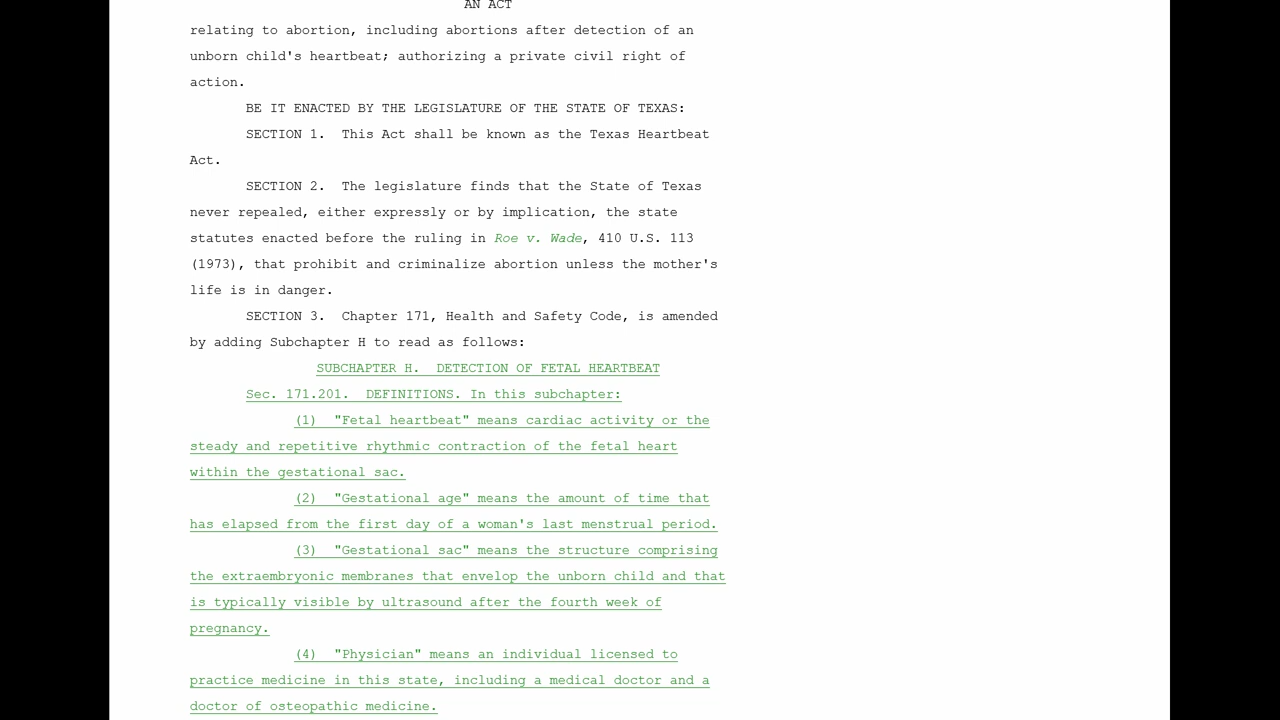 AN ACT
relating to abortion, including abortions after detection of an
unborn child's heartbeat; authorizing a private civil right of
action.
BE IT ENACTED BY THE LEGISLATURE OF THE STATE OF TEXAS:
SECTION 1.  This Act shall be known as the Texas Heartbeat
Act.
SECTION 2.  The legislature finds that the State of Texas
never repealed, either expressly or by implication, the state
statutes enacted before the ruling in Roe v. Wade, 410 U.S. 113
(1973), that prohibit and criminalize abortion unless the mother's
life is in danger.
SECTION 3.  Chapter 171, Health and Safety Code, is amended
by adding Subchapter H to read as follows:
SUBCHAPTER H.  DETECTION OF FETAL HEARTBEAT
Sec. 171.201.  DEFINITIONS. In this subchapter:
(1)  "Fetal heartbeat" means cardiac activity or the
steady and repetitive rhythmic contraction of the fetal heart
within the gestational sac.
(2)  "Gestational age" means the amount of time that
has elapsed from the first day of a woman's last menstrual period.
(3)  "Gestational sac" means the structure comprising
the extraembryonic membranes that envelop the unborn child and that
is typically visible by ultrasound after the fourth week of
pregnancy.
(4)  "Physician" means an individual licensed to
practice medicine in this state, including a medical doctor and a
doctor of osteopathic medicine.